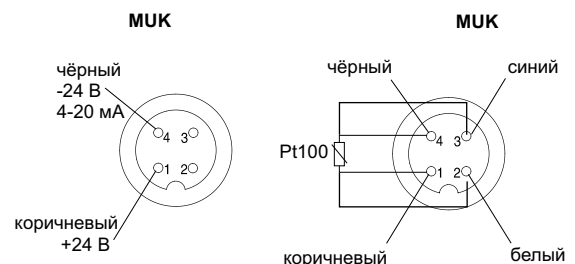 MUK
чёрный
-24 В
4-20 мА
4 3
1 2
коричневый
+24 В
MUK
чёрный
синий
Pt100
4 3
1 2
коричневый
белый